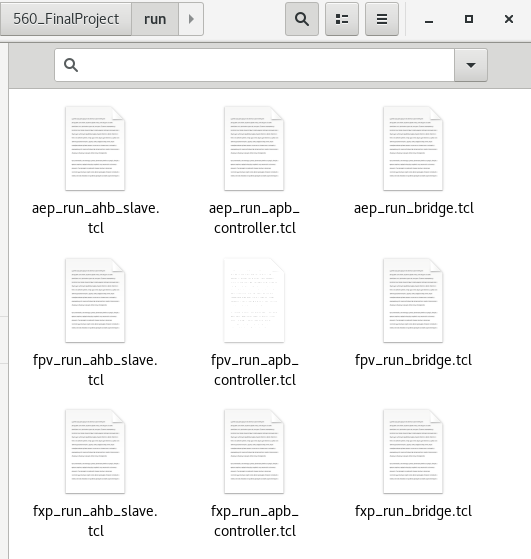 560_FinalProject run
aep_run_ahb_slave.
tcl
aep_run_apb_
controller.tcl
aep_run_bridge.tcl
fpv_run_ahb_slave.
tcl
fpv_run_apb_
controller.tcl
fpv_run_bridge.tcl
fxp_run_ahb_slave.
tcl
fxp_run_apb_
controller.tcl
fxp_run_bridge.tcl